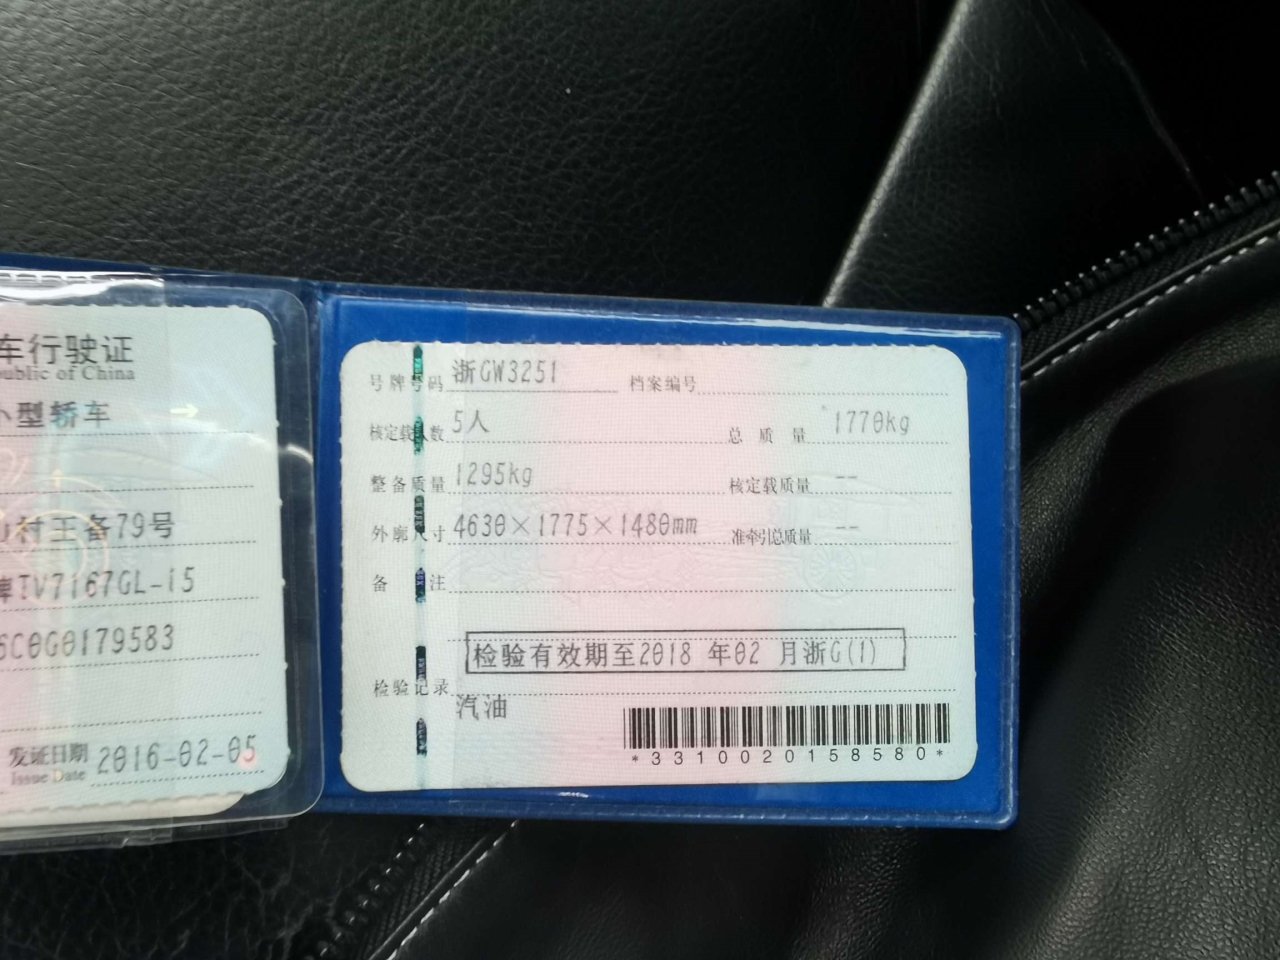 车行驶证
public of China
小型轿车
村王备79号
牌TV7167GL-i5
6C0G0179583
发证日期 2016-02-05
Issue Date
号牌号码 浙GW3251 档案编号
核定载人数 5人 总质量 1770kg
整备质量 1295kg 核定载质量 --
外廓尺寸 4630×1775×1480mm 准牵引总质量 --
备注
检验有效期至2018 年02 月浙G(1)
检验记录
汽油
*3310020158580*